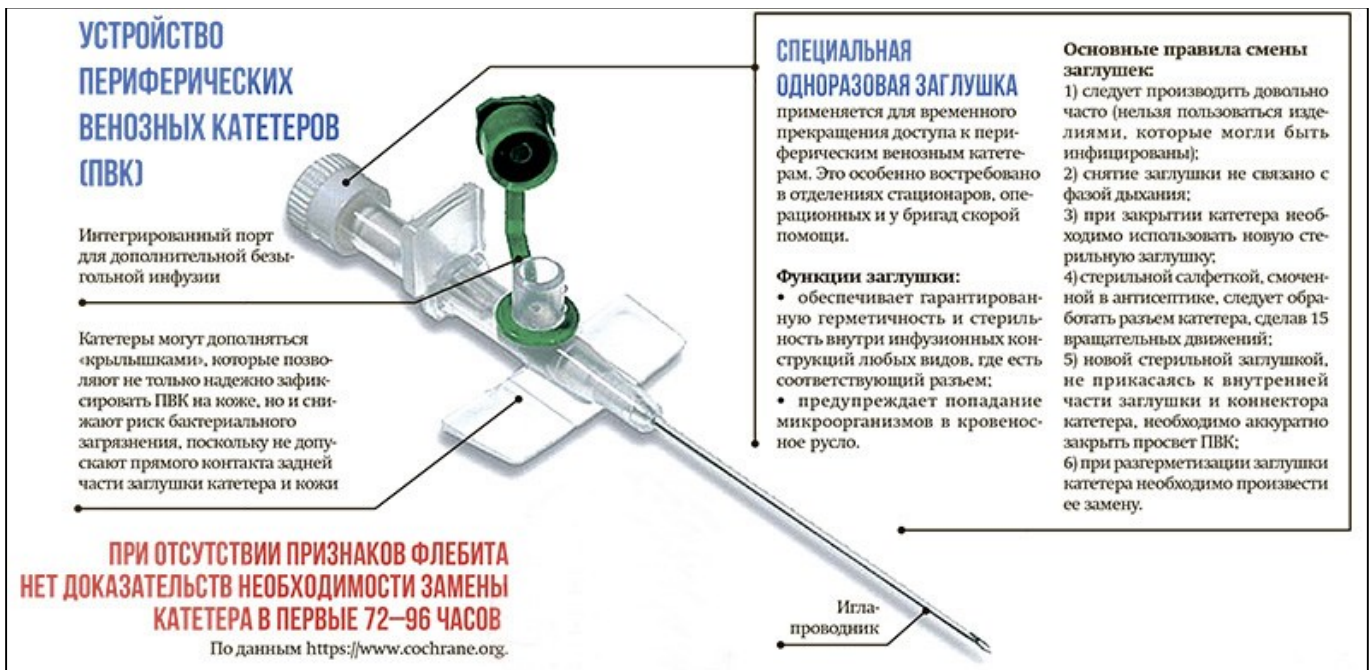 УСТРОЙСТВО
ПЕРИФЕРИЧЕСКИХ
ВЕНОЗНЫХ КАТЕТЕРОВ
(ПВК)
Интегрированный порт
для дополнительной безы-
гольной инфузии
Катетеры могут дополняться
«крылышками», которые позво-
ляют не только надежно зафик-
сировать ПВК на коже, но и сни-
жают риск бактериального
загрязнения, поскольку не допу-
скают прямого контакта задней
части заглушки катетера и кожи
ПРИ ОТСУТСТВИИ ПРИЗНАКОВ ФЛЕБИТА
НЕТ ДОКАЗАТЕЛЬСТВ НЕОБХОДИМОСТИ ЗАМЕНЫ
КАТЕТЕРА В ПЕРВЫЕ 72–96 ЧАСОВ
По данным https://www.cochrane.org.
Игла-
проводник
СПЕЦИАЛЬНАЯ
ОДНОРАЗОВАЯ ЗАГЛУШКА
применяется для временного
прекращения доступа к пери-
ферическим венозным катете-
рам. Это особенно востребовано
в отделениях стационаров, опе-
рационных и у бригад скорой
помощи.
Функции заглушки:
• обеспечивает гарантирован-
ную герметичность и стериль-
ность внутри инфузионных кон-
струкций любых видов, где есть
соответствующий разъем;
• предупреждает попадание
микроорганизмов в кровенос-
ное русло.
Основные правила смены
заглушек:
1) следует производить довольно
часто (нельзя пользоваться изде-
лиями, которые могли быть
инфицированы);
2) снятие заглушки не связано с
фазой дыхания;
3) при закрытии катетера необ-
ходимо использовать новую сте-
рильную заглушку;
4) стерильной салфеткой, смочен-
ной в антисептике, следует обра-
ботать разъем катетера, сделав 15
вращательных движений;
5) новой стерильной заглушкой,
не прикасаясь к внутренней
части заглушки и коннектора
катетера, необходимо аккуратно
закрыть просвет ПВК;
6) при разгерметизации заглушки
катетера необходимо произвести
ее замену.